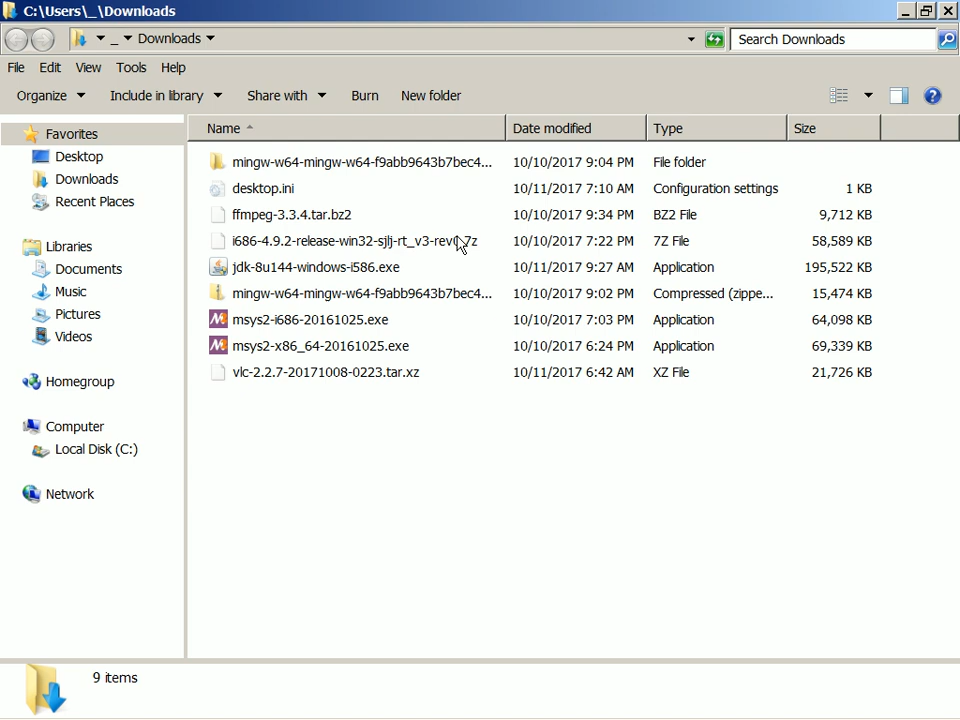 C:\Users\_\Downloads
_ Downloads Search Downloads
File Edit View Tools Help
Organize Include in library Share with Burn New folder
Favorites
Desktop
Downloads
Recent Places
Libraries
Documents
Music
Pictures
Videos
Homegroup
Computer
Local Disk (C:)
Network
Name Date modified Type Size
mingw-w64-mingw-w64-f9abb9643b7bec4... 10/10/2017 9:04 PM File folder
desktop.ini 10/11/2017 7:10 AM Configuration settings 1 KB
ffmpeg-3.3.4.tar.bz2 10/10/2017 9:34 PM BZ2 File 9,712 KB
i686-4.9.2-release-win32-sjlj-rt_v3-rev0.7z 10/10/2017 7:22 PM 7Z File 58,589 KB
jdk-8u144-windows-i586.exe 10/11/2017 9:27 AM Application 195,522 KB
mingw-w64-mingw-w64-f9abb9643b7bec4... 10/10/2017 9:02 PM Compressed (zippe... 15,474 KB
msys2-i686-20161025.exe 10/10/2017 7:03 PM Application 64,098 KB
msys2-x86_64-20161025.exe 10/10/2017 6:24 PM Application 69,339 KB
vlc-2.2.7-20171008-0223.tar.xz 10/11/2017 6:42 AM XZ File 21,726 KB
9 items